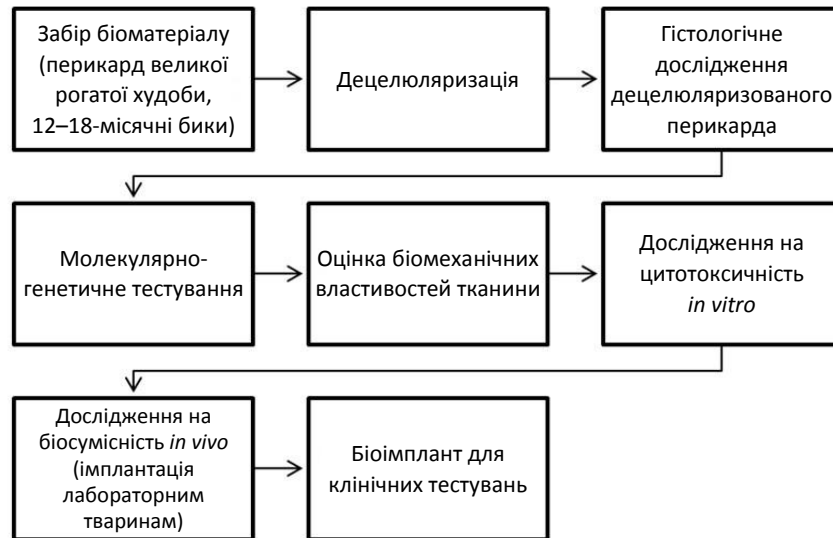 Забір біоматеріалу
(перикард великої
рогатої худоби,
12–18-місячні бики)
Децелюляризація
Гістологічне
дослідження
децелюляризованого
перикарда
Молекулярно-
генетичне тестування
Оцінка біомеханічних
властивостей тканини
Дослідження на
цитотоксичність
in vitro
Дослідження на
біосумісність in vivo
(імплантація
лабораторним
тваринам)
Біоімплант для
клінічних тестувань